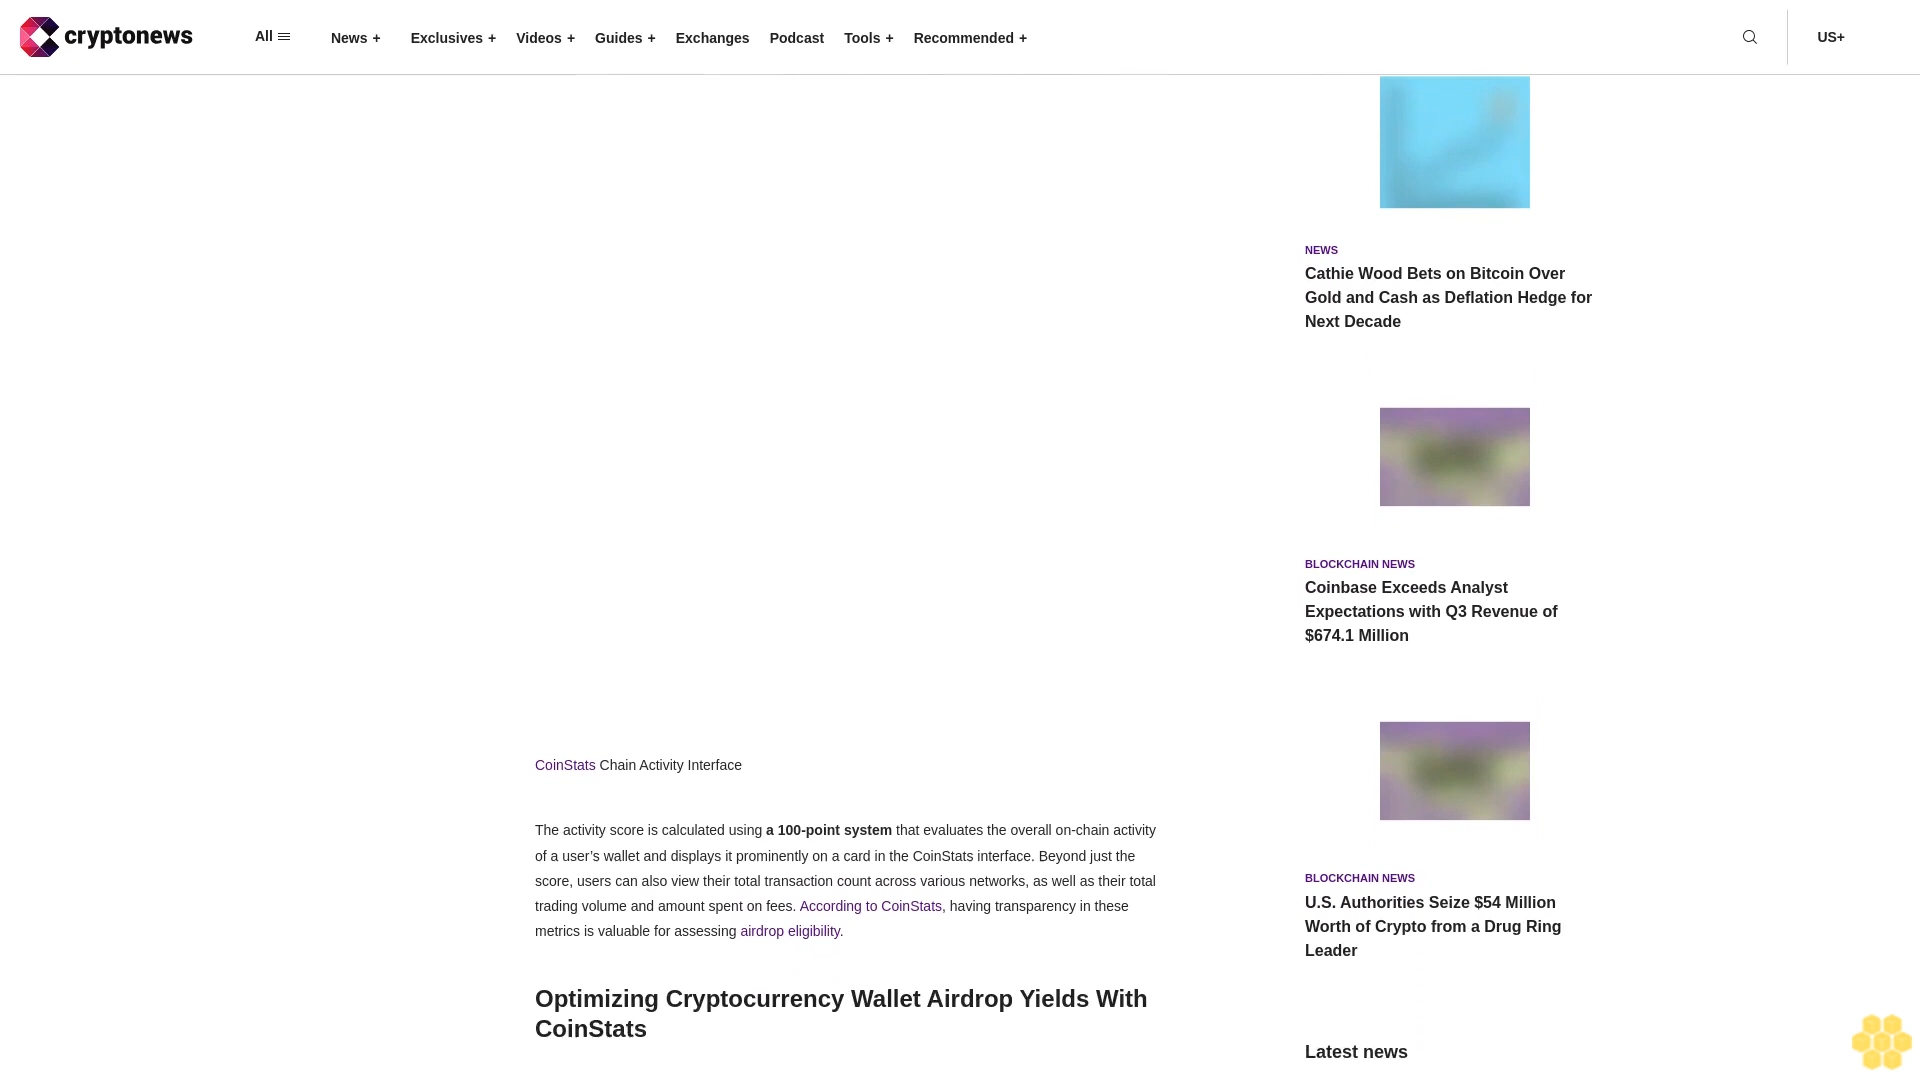 cryptonews
All
News +
Exclusives +
Videos +
Guides +
Exchanges
Podcast
Tools +
Recommended +
US+
CoinStats Chain Activity Interface
The activity score is calculated using a 100-point system that evaluates the overall on-chain activity
of a user’s wallet and displays it prominently on a card in the CoinStats interface. Beyond just the
score, users can also view their total transaction count across various networks, as well as their total
trading volume and amount spent on fees. According to CoinStats, having transparency in these
metrics is valuable for assessing airdrop eligibility.
Optimizing Cryptocurrency Wallet Airdrop Yields With
CoinStats
NEWS
Cathie Wood Bets on Bitcoin Over
Gold and Cash as Deflation Hedge for
Next Decade
BLOCKCHAIN NEWS
Coinbase Exceeds Analyst
Expectations with Q3 Revenue of
$674.1 Million
BLOCKCHAIN NEWS
U.S. Authorities Seize $54 Million
Worth of Crypto from a Drug Ring
Leader
Latest news